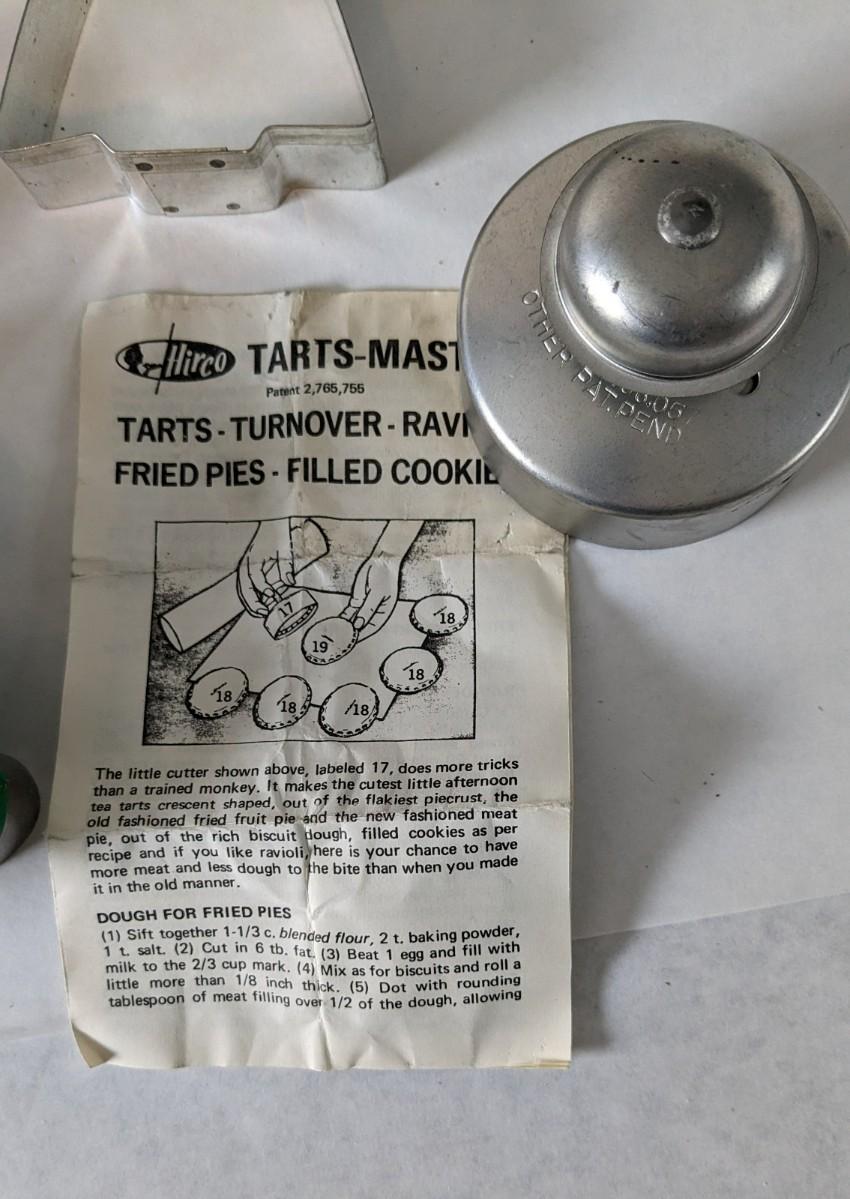 Hirco TARTS-MAST
Patent 2,765,755
TARTS - TURNOVER - RAVI
FRIED PIES - FILLED COOKIE
17
19
18
18
18
18
18
The little cutter shown above, labeled 17, does more tricks
than a trained monkey. It makes the cutest little afternoon
tea tarts crescent shaped, out of the flakiest piecrust, the
old fashioned fried fruit pie and the new fashioned meat
pie, out of the rich biscuit dough, filled cookies as per
recipe and if you like ravioli, here is your chance to have
more meat and less dough to the bite than when you made
it in the old manner.
DOUGH FOR FRIED PIES
(1) Sift together 1-1/3 c. blended flour, 2 t. baking powder,
1 t. salt. (2) Cut in 6 tb. fat. (3) Beat 1 egg and fill with
milk to the 2/3 cup mark. (4) Mix as for biscuits and roll a
little more than 1/8 inch thick. (5) Dot with rounding
tablespoon of meat filling over 1/2 of the dough, allowing
OTHER PAT. PEND